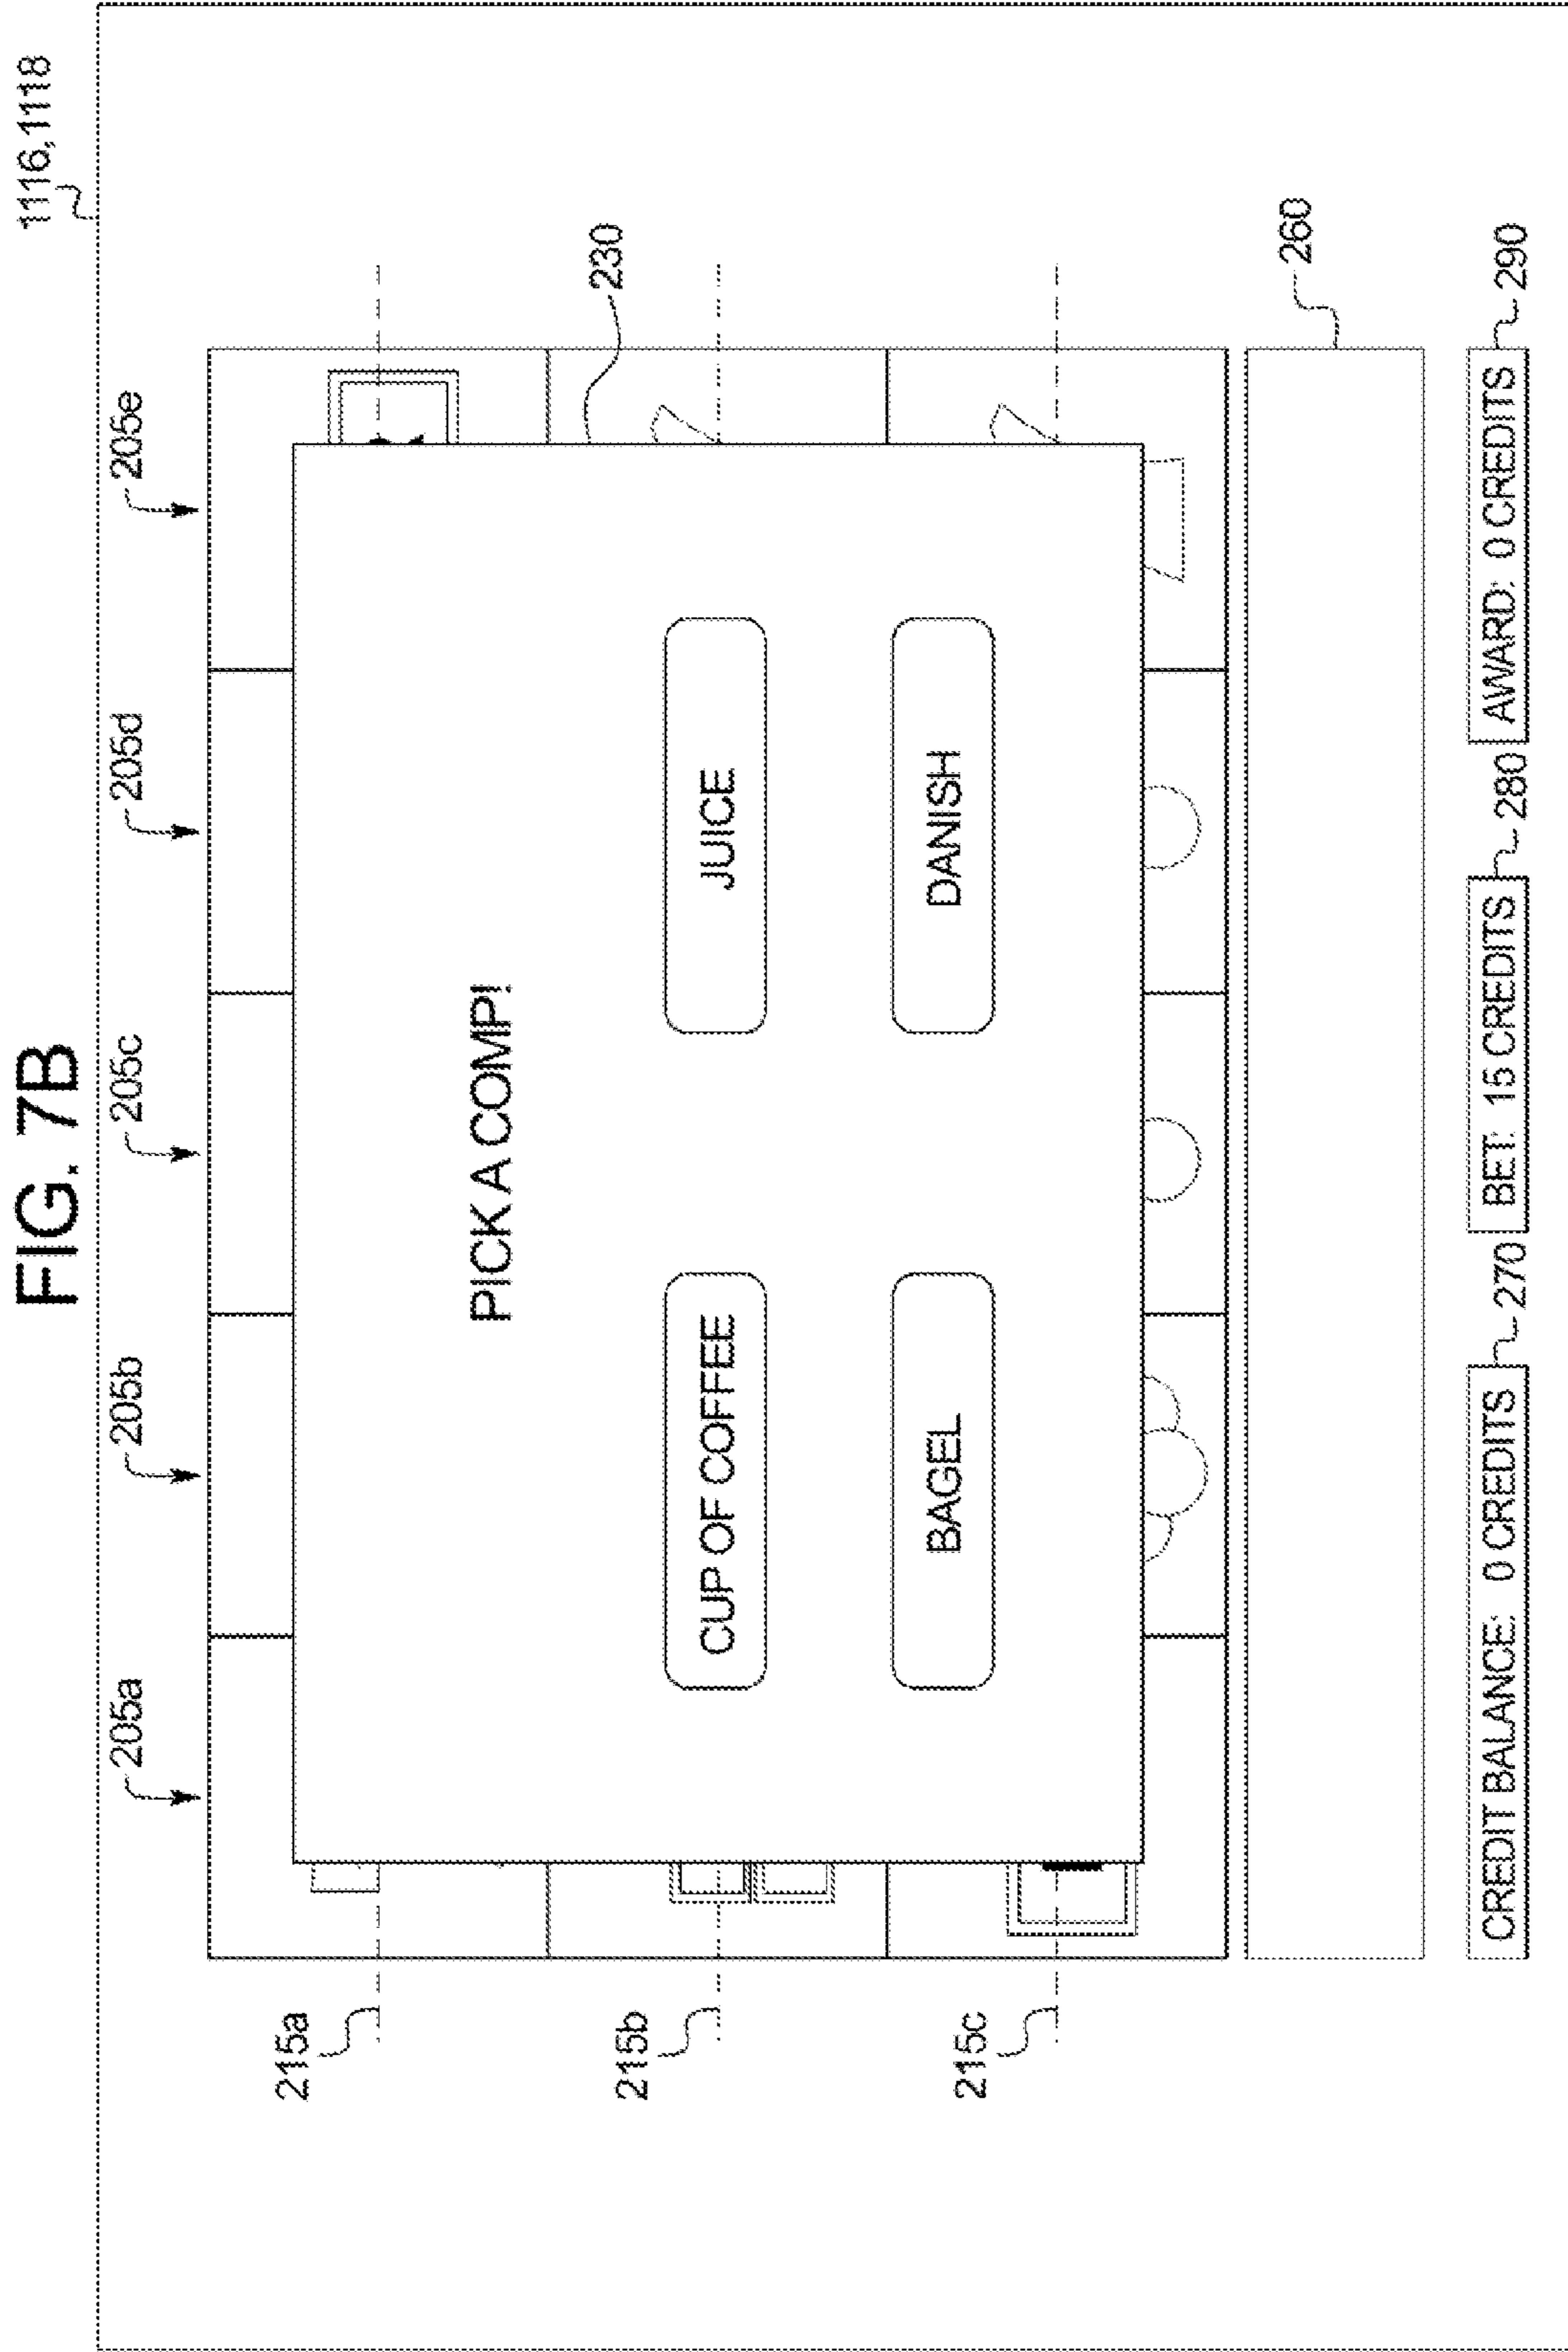 FIG. 7B
1116,1118
205a 205b 205c 205d 205e
215a
230
PICK A COMP!
215b
CUP OF COFFEE JUICE
BAGEL DANISH
215c
260
CREDIT BALANCE: 0 CREDITS 270 BET: 15 CREDITS 280 AWARD: 0 CREDITS 290